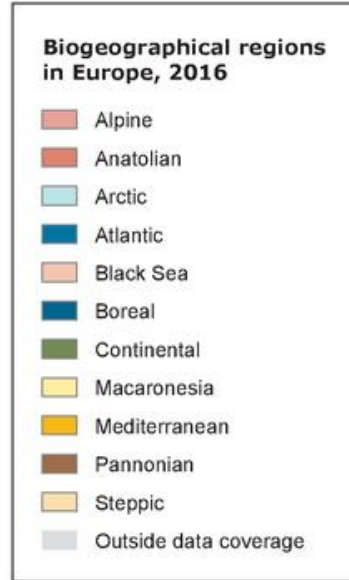 Biogeographical regions
in Europe, 2016
Alpine
Anatolian
Arctic
Atlantic
Black Sea
Boreal
Continental
Macaronesia
Mediterranean
Pannonian
Steppic
Outside data coverage